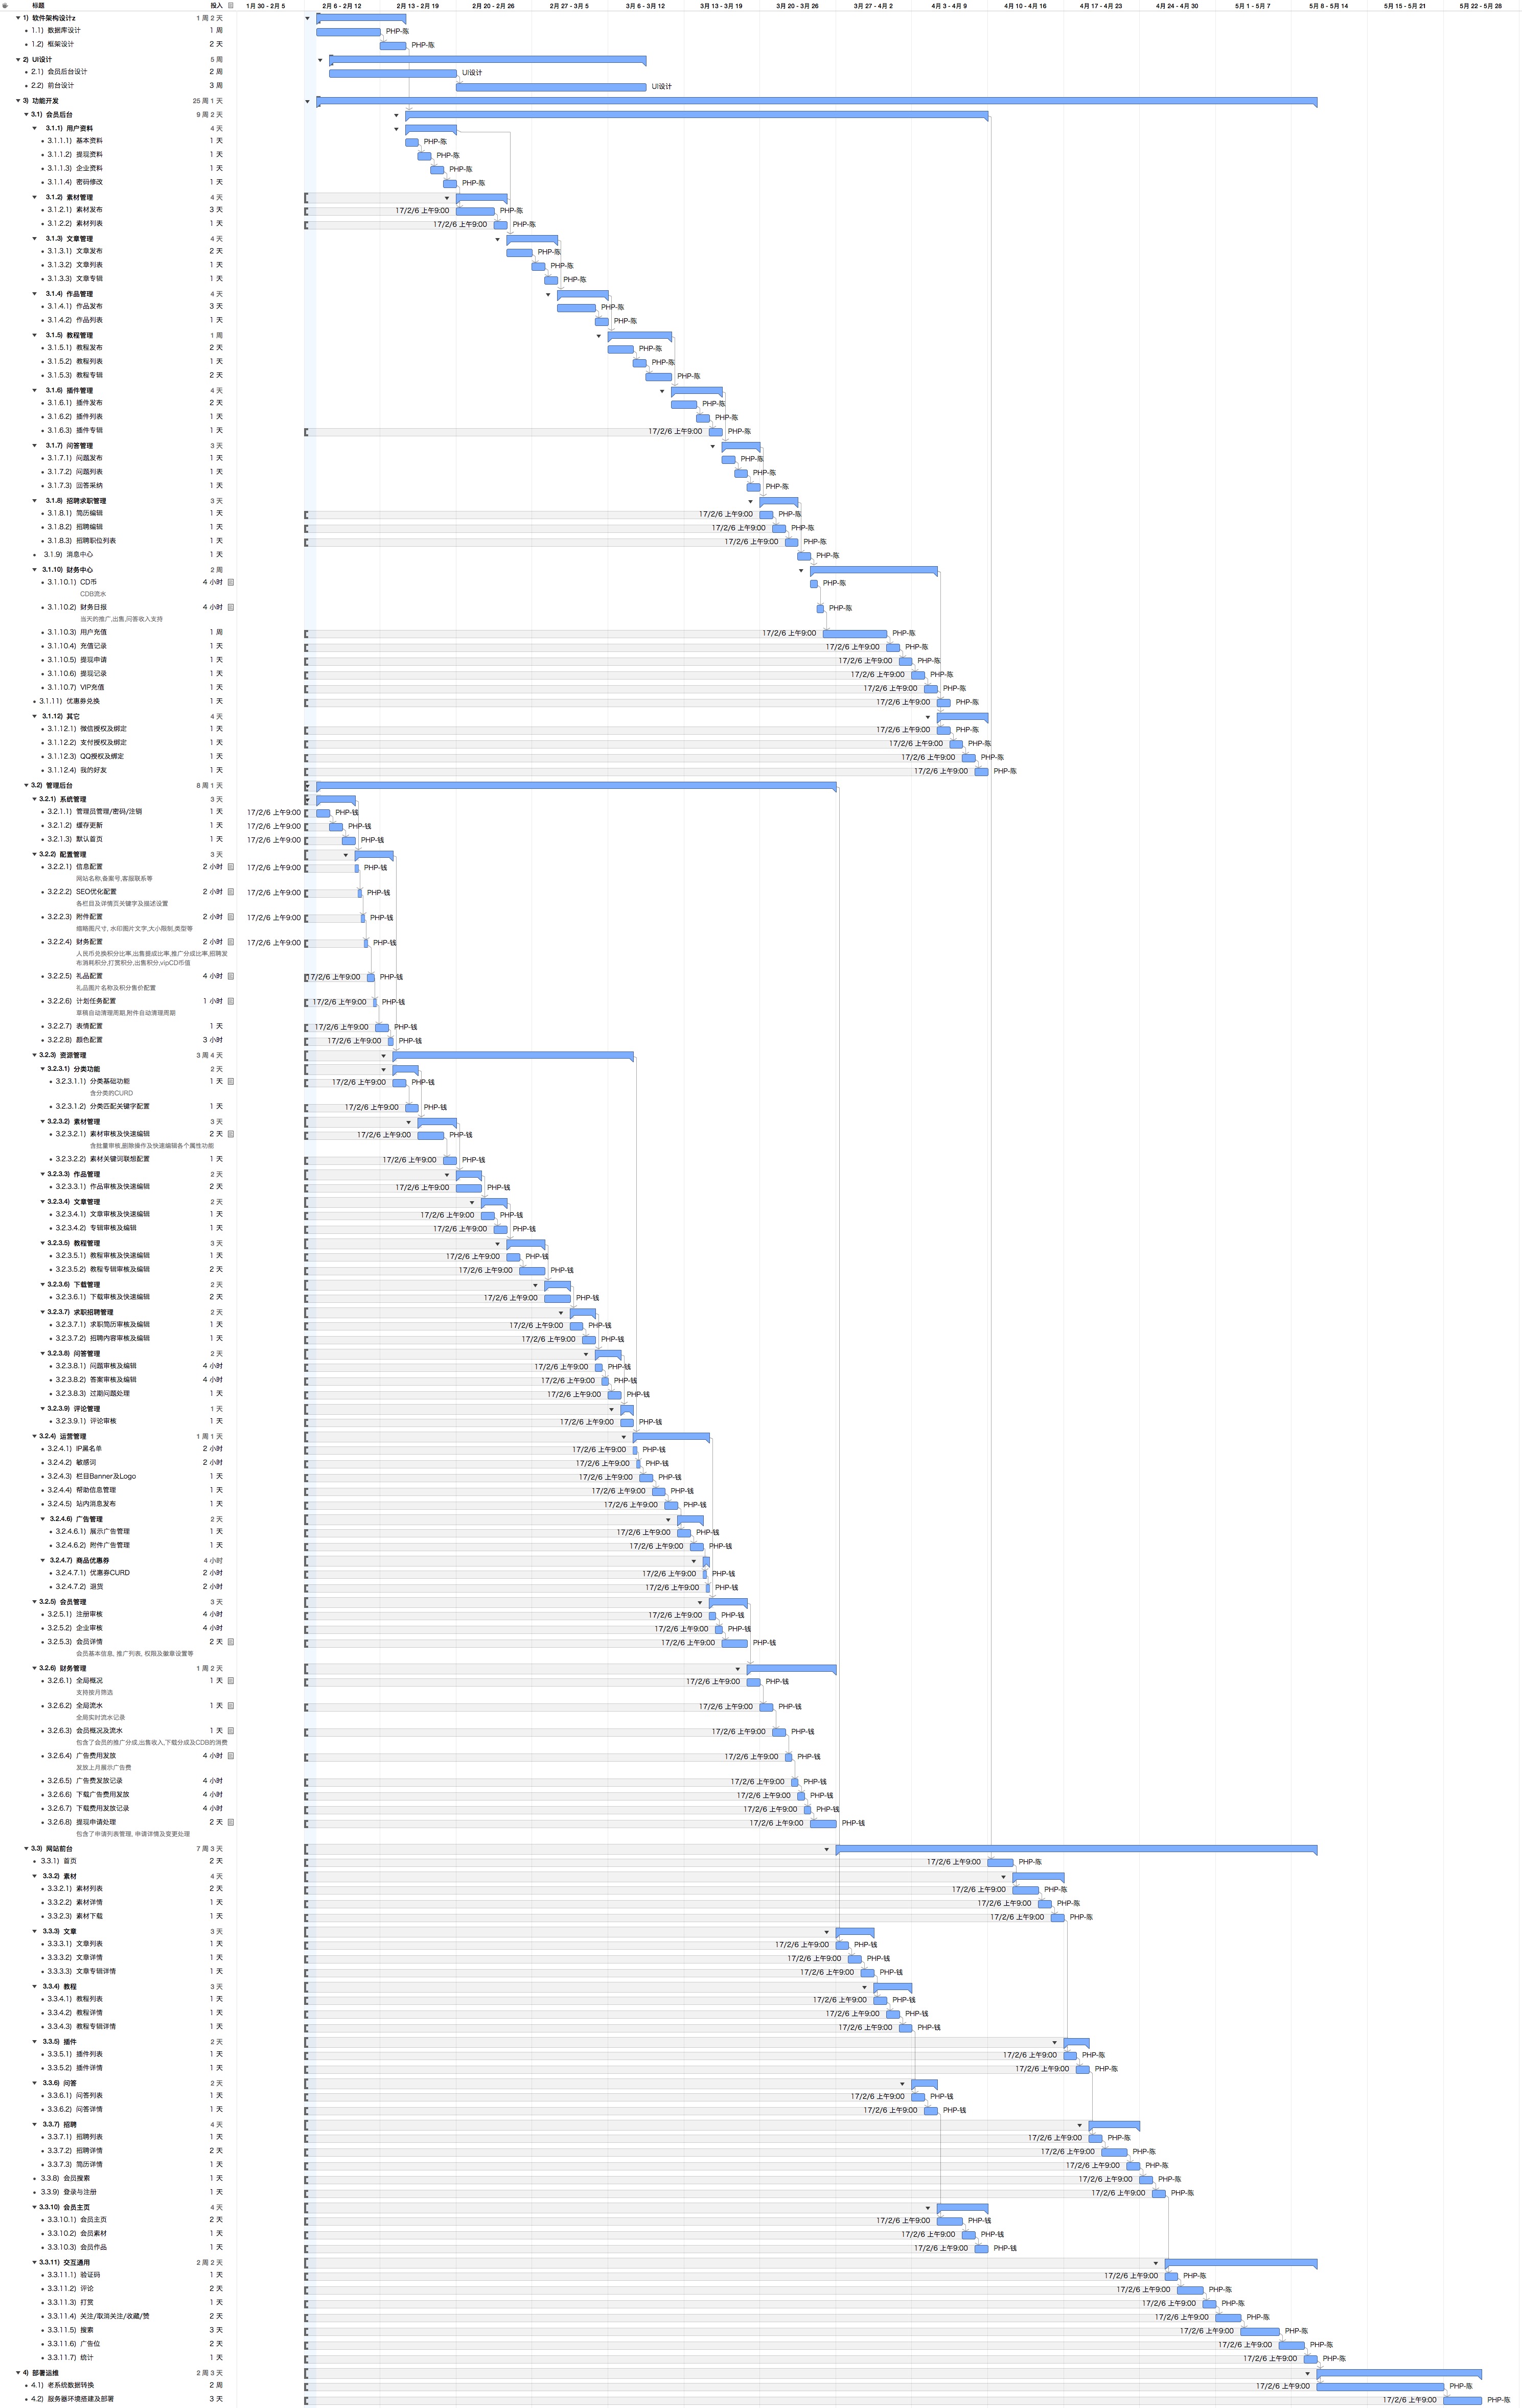 标题 投入 1月 30 - 2月 5 2月 6 - 2月 12 2月 13 - 2月 19 2月 20 - 2月 26 2月 27 - 3月 5 3月 6 - 3月 12 3月 13 - 3月 19 3月 20 - 3月 26 3月 27 - 4月 2 4月 3 - 4月 9 4月 10 - 4月 16 4月 17 - 4月 23 4月 24 - 4月 30 5月 1 - 5月 7 5月 8 - 5月 14 5月 15 - 5月 21 5月 22 - 5月 28
1) 软件架构设计z 1 周 2 天
1.1) 数据库设计 1 周 PHP-陈
1.2) 框架设计 2 天 PHP-陈
2) UI设计 5 周
2.1) 会员后台设计 2 周 UI设计
2.2) 前台设计 3 周 UI设计
3) 功能开发 25 周 1 天
3.1) 会员后台 9 周 2 天
3.1.1) 用户资料 4 天
3.1.1.1) 基本资料 1 天 PHP-陈
3.1.1.2) 提现资料 1 天 PHP-陈
3.1.1.3) 企业资料 1 天 PHP-陈
3.1.1.4) 密码修改 1 天 PHP-陈
3.1.2) 素材管理 4 天
3.1.2.1) 素材发布 3 天 17/2/6 上午9:00 PHP-陈
3.1.2.2) 素材列表 1 天 17/2/6 上午9:00 PHP-陈
3.1.3) 文章管理 4 天
3.1.3.1) 文章发布 2 天 PHP-陈
3.1.3.2) 文章列表 1 天 PHP-陈
3.1.3.3) 文章专辑 1 天 PHP-陈
3.1.4) 作品管理 4 天
3.1.4.1) 作品发布 3 天 PHP-陈
3.1.4.2) 作品列表 1 天 PHP-陈
3.1.5) 教程管理 1 周
3.1.5.1) 教程发布 2 天 PHP-陈
3.1.5.2) 教程列表 1 天 PHP-陈
3.1.5.3) 教程专辑 2 天 PHP-陈
3.1.6) 插件管理 4 天
3.1.6.1) 插件发布 2 天 PHP-陈
3.1.6.2) 插件列表 1 天 PHP-陈
3.1.6.3) 插件专辑 1 天 17/2/6 上午9:00 PHP-陈
3.1.7) 问答管理 3 天
3.1.7.1) 问题发布 1 天 PHP-陈
3.1.7.2) 问题列表 1 天 PHP-陈
3.1.7.3) 回答采纳 1 天 PHP-陈
3.1.8) 招聘求职管理 3 天
3.1.8.1) 简历编辑 1 天 17/2/6 上午9:00 PHP-陈
3.1.8.2) 招聘编辑 1 天 17/2/6 上午9:00 PHP-陈
3.1.8.3) 招聘职位列表 1 天 17/2/6 上午9:00 PHP-陈
3.1.9) 消息中心 1 天 PHP-陈
3.1.10) 财务中心 2 周
3.1.10.1) CD币 4 小时 PHP-陈
CDB流水
3.1.10.2) 财务日报 4 小时 PHP-陈
当天的推广,出售,问答收入支持
3.1.10.3) 用户充值 1 周 17/2/6 上午9:00 PHP-陈
3.1.10.4) 充值记录 1 天 17/2/6 上午9:00 PHP-陈
3.1.10.5) 提现申请 1 天 17/2/6 上午9:00 PHP-陈
3.1.10.6) 提现记录 1 天 17/2/6 上午9:00 PHP-陈
3.1.10.7) VIP充值 1 天 17/2/6 上午9:00 PHP-陈
3.1.11) 优惠券兑换 1 天 17/2/6 上午9:00 PHP-陈
3.1.12) 其它 4 天
3.1.12.1) 微信授权及绑定 1 天 17/2/6 上午9:00 PHP-陈
3.1.12.2) 支付授权及绑定 1 天 17/2/6 上午9:00 PHP-陈
3.1.12.3) QQ授权及绑定 1 天 17/2/6 上午9:00 PHP-陈
3.1.12.4) 我的好友 1 天 17/2/6 上午9:00 PHP-陈
3.2) 管理后台 8 周 1 天
3.2.1) 系统管理 3 天
3.2.1.1) 管理员管理/密码/注销 1 天 17/2/6 上午9:00 PHP-钱
3.2.1.2) 缓存更新 1 天 17/2/6 上午9:00 PHP-钱
3.2.1.3) 默认首页 1 天 17/2/6 上午9:00 PHP-钱
3.2.2) 配置管理 3 天
3.2.2.1) 信息配置 2 小时 17/2/6 上午9:00 PHP-钱
网站名称,备案号,客服联系等
3.2.2.2) SEO优化配置 2 小时 17/2/6 上午9:00 PHP-钱
各栏目及详情页关键字及描述设置
3.2.2.3) 附件配置 2 小时 17/2/6 上午9:00 PHP-钱
缩略图尺寸, 水印图片文字,大小限制,类型等
3.2.2.4) 财务配置 2 小时 17/2/6 上午9:00 PHP-钱
人民币兑换积分比率,出售提成比率,推广分成比率,招聘发
布消耗积分,打赏积分,出售积分,vipCD币值
3.2.2.5) 礼品配置 4 小时 17/2/6 上午9:00 PHP-钱
礼品图片名称及积分售价配置
3.2.2.6) 计划任务配置 1 小时 17/2/6 上午9:00 PHP-钱
草稿自动清理周期,附件自动清理周期
3.2.2.7) 表情配置 1 天 17/2/6 上午9:00 PHP-钱
3.2.2.8) 颜色配置 3 小时 17/2/6 上午9:00 PHP-钱
3.2.3) 资源管理 3 周 4 天
3.2.3.1) 分类功能 2 天
3.2.3.1.1) 分类基础功能 1 天 17/2/6 上午9:00 PHP-钱
含分类的CURD
3.2.3.1.2) 分类匹配关键字配置 1 天 17/2/6 上午9:00 PHP-钱
3.2.3.2) 素材管理 3 天
3.2.3.2.1) 素材审核及快速编辑 2 天 17/2/6 上午9:00 PHP-钱
含批量审核,删除操作及快速编辑各个属性功能
3.2.3.2.2) 素材关键词联想配置 1 天 17/2/6 上午9:00 PHP-钱
3.2.3.3) 作品管理 2 天
3.2.3.3.1) 作品审核及快速编辑 2 天 17/2/6 上午9:00 PHP-钱
3.2.3.4) 文章管理 2 天
3.2.3.4.1) 文章审核及快速编辑 1 天 17/2/6 上午9:00 PHP-钱
3.2.3.4.2) 专辑审核及编辑 1 天 17/2/6 上午9:00 PHP-钱
3.2.3.5) 教程管理 3 天
3.2.3.5.1) 教程审核及快速编辑 1 天 17/2/6 上午9:00 PHP-钱
3.2.3.5.2) 教程专辑审核及编辑 2 天 17/2/6 上午9:00 PHP-钱
3.2.3.6) 下载管理 2 天
3.2.3.6.1) 下载审核及快速编辑 2 天 17/2/6 上午9:00 PHP-钱
3.2.3.7) 求职招聘管理 2 天
3.2.3.7.1) 求职简历审核及编辑 1 天 17/2/6 上午9:00 PHP-钱
3.2.3.7.2) 招聘内容审核及编辑 1 天 17/2/6 上午9:00 PHP-钱
3.2.3.8) 问答管理 2 天
3.2.3.8.1) 问题审核及编辑 4 小时 17/2/6 上午9:00 PHP-钱
3.2.3.8.2) 答案审核及编辑 4 小时 17/2/6 上午9:00 PHP-钱
3.2.3.8.3) 过期问题处理 1 天 17/2/6 上午9:00 PHP-钱
3.2.3.9) 评论管理 1 天
3.2.3.9.1) 评论审核 1 天 17/2/6 上午9:00 PHP-钱
3.2.4) 运营管理 1 周 1 天
3.2.4.1) IP黑名单 2 小时 17/2/6 上午9:00 PHP-钱
3.2.4.2) 敏感词 2 小时 17/2/6 上午9:00 PHP-钱
3.2.4.3) 栏目Banner及Logo 1 天 17/2/6 上午9:00 PHP-钱
3.2.4.4) 帮助信息管理 1 天 17/2/6 上午9:00 PHP-钱
3.2.4.5) 站内消息发布 1 天 17/2/6 上午9:00 PHP-钱
3.2.4.6) 广告管理 2 天
3.2.4.6.1) 展示广告管理 1 天 17/2/6 上午9:00 PHP-钱
3.2.4.6.2) 附件广告管理 1 天 17/2/6 上午9:00 PHP-钱
3.2.4.7) 商品优惠券 4 小时
3.2.4.7.1) 优惠券CURD 2 小时 17/2/6 上午9:00 PHP-钱
3.2.4.7.2) 退货 2 小时 17/2/6 上午9:00 PHP-钱
3.2.5) 会员管理 3 天
3.2.5.1) 注册审核 4 小时 17/2/6 上午9:00 PHP-钱
3.2.5.2) 企业审核 4 小时 17/2/6 上午9:00 PHP-钱
3.2.5.3) 会员详情 2 天 17/2/6 上午9:00 PHP-钱
会员基本信息, 推广列表, 权限及徽章设置等
3.2.6) 财务管理 1 周 2 天
3.2.6.1) 全局概况 1 天 17/2/6 上午9:00 PHP-钱
支持按月筛选
3.2.6.2) 全局流水 1 天 17/2/6 上午9:00 PHP-钱
全局实时流水记录
3.2.6.3) 会员概况及流水 1 天 17/2/6 上午9:00 PHP-钱
包含了会员的推广分成,出售收入,下载分成及CDB的消费
3.2.6.4) 广告费用发放 4 小时 17/2/6 上午9:00 PHP-钱
发放上月展示广告费
3.2.6.5) 广告费发放记录 4 小时 17/2/6 上午9:00 PHP-钱
3.2.6.6) 下载广告费用发放 4 小时 17/2/6 上午9:00 PHP-钱
3.2.6.7) 下载费用发放记录 4 小时 17/2/6 上午9:00 PHP-钱
3.2.6.8) 提现申请处理 2 天 17/2/6 上午9:00 PHP-钱
包含了申请列表管理, 申请详情及变更处理
3.3) 网站前台 7 周 3 天
3.3.1) 首页 2 天 17/2/6 上午9:00 PHP-陈
3.3.2) 素材 4 天
3.3.2.1) 素材列表 2 天 17/2/6 上午9:00 PHP-陈
3.3.2.2) 素材详情 1 天 17/2/6 上午9:00 PHP-陈
3.3.2.3) 素材下载 1 天 17/2/6 上午9:00 PHP-陈
3.3.3) 文章 3 天
3.3.3.1) 文章列表 1 天 17/2/6 上午9:00 PHP-钱
3.3.3.2) 文章详情 1 天 17/2/6 上午9:00 PHP-钱
3.3.3.3) 文章专辑详情 1 天 17/2/6 上午9:00 PHP-钱
3.3.4) 教程 3 天
3.3.4.1) 教程列表 1 天 17/2/6 上午9:00 PHP-钱
3.3.4.2) 教程详情 1 天 17/2/6 上午9:00 PHP-钱
3.3.4.3) 教程专辑详情 1 天 17/2/6 上午9:00 PHP-钱
3.3.5) 插件 2 天
3.3.5.1) 插件列表 1 天 17/2/6 上午9:00 PHP-陈
3.3.5.2) 插件详情 1 天 17/2/6 上午9:00 PHP-陈
3.3.6) 问答 2 天
3.3.6.1) 问答列表 1 天 17/2/6 上午9:00 PHP-钱
3.3.6.2) 问答详情 1 天 17/2/6 上午9:00 PHP-钱
3.3.7) 招聘 4 天
3.3.7.1) 招聘列表 1 天 17/2/6 上午9:00 PHP-陈
3.3.7.2) 招聘详情 2 天 17/2/6 上午9:00 PHP-陈
3.3.7.3) 简历详情 1 天 17/2/6 上午9:00 PHP-陈
3.3.8) 会员搜素 1 天 17/2/6 上午9:00 PHP-陈
3.3.9) 登录与注册 1 天 17/2/6 上午9:00 PHP-陈
3.3.10) 会员主页 4 天
3.3.10.1) 会员主页 2 天 17/2/6 上午9:00 PHP-钱
3.3.10.2) 会员素材 1 天 17/2/6 上午9:00 PHP-钱
3.3.10.3) 会员作品 1 天 17/2/6 上午9:00 PHP-钱
3.3.11) 交互通用 2 周 2 天
3.3.11.1) 验证码 1 天 17/2/6 上午9:00 PHP-陈
3.3.11.2) 评论 2 天 17/2/6 上午9:00 PHP-陈
3.3.11.3) 打赏 1 天 17/2/6 上午9:00 PHP-陈
3.3.11.4) 关注/取消关注/收藏/赞 2 天 17/2/6 上午9:00 PHP-陈
3.3.11.5) 搜索 3 天 17/2/6 上午9:00 PHP-陈
3.3.11.6) 广告位 2 天 17/2/6 上午9:00 PHP-陈
3.3.11.7) 统计 1 天 17/2/6 上午9:00 PHP-陈
4) 部署运维 2 周 3 天
4.1) 老系统数据转换 2 周 17/2/6 上午9:00 PHP-陈
4.2) 服务器环境搭建及部署 3 天 17/2/6 上午9:00 PHP-陈